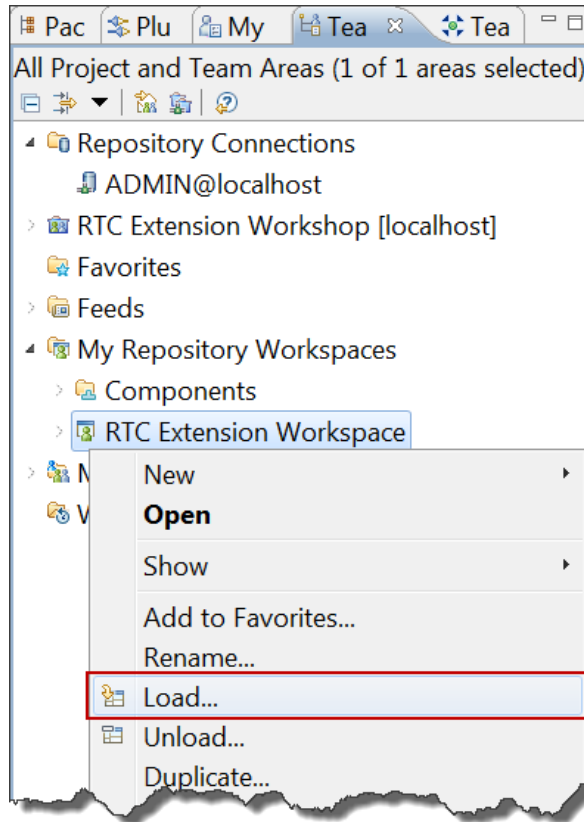 Pac Plu My Tea Tea
All Project and Team Areas (1 of 1 areas selected)
Repository Connections
ADMIN@localhost
RTC Extension Workshop [localhost]
Favorites
Feeds
My Repository Workspaces
Components
RTC Extension Workspace
M
New
Open
Show
Add to Favorites...
Rename...
Load...
Unload...
Duplicate...